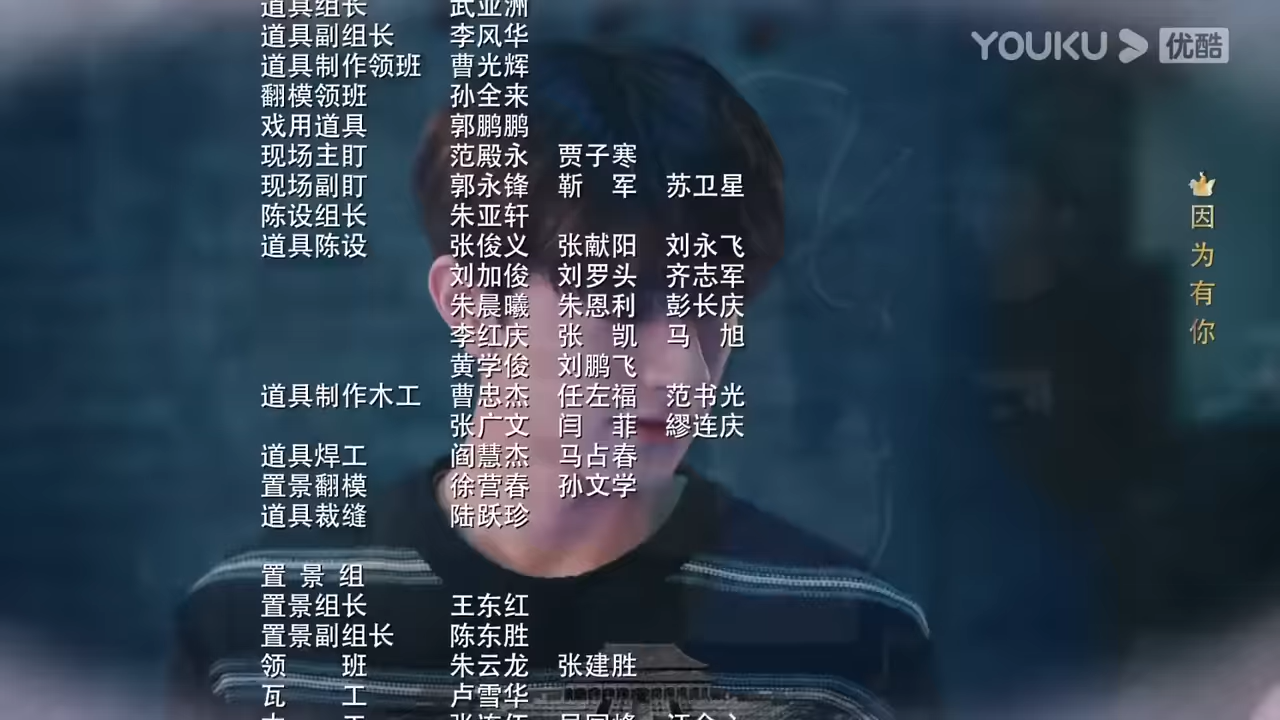 道具组长 武亚洲
道具副组长 李风华
道具制作领班 曹光辉
翻模领班 孙全来
戏用道具 郭鹏鹏
现场主盯 范殿永 贾子寒
现场副盯 郭永锋 靳 军 苏卫星
陈设组长 朱亚轩
道具陈设 张俊义 张献阳 刘永飞
刘加俊 刘罗头 齐志军
朱晨曦 朱恩利 彭长庆
李红庆 张 凯 马 旭
黄学俊 刘鹏飞
道具制作木工 曹忠杰 任左福 范书光
张广文 闫 菲 繆连庆
道具焊工 阎慧杰 马占春
置景翻模 徐营春 孙文学
道具裁缝 陆跃珍
置 景 组
置景组长 王东红
置景副组长 陈东胜
领 班 朱云龙 张建胜
瓦 工 卢雪华
YOUKU 优酷
因为有你